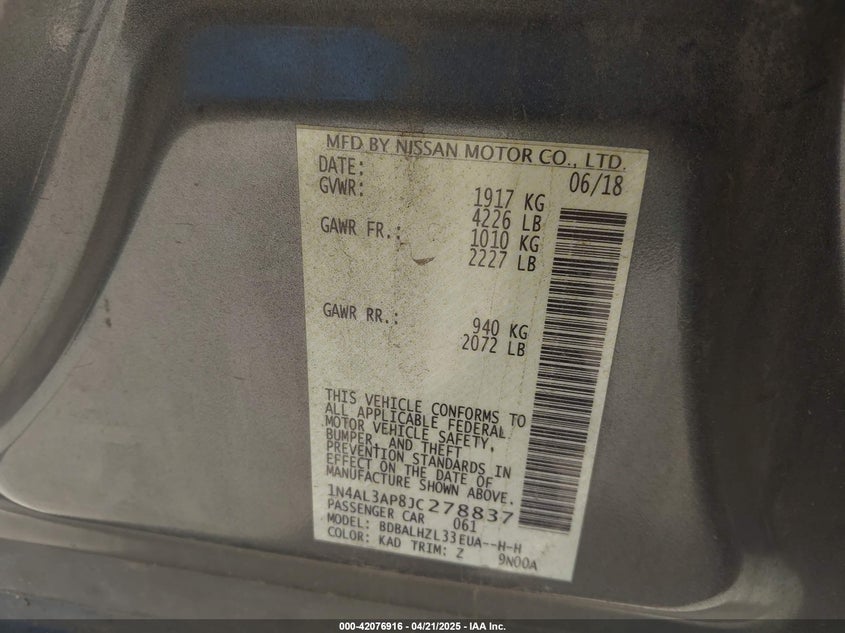 MFD BY NISSAN MOTOR CO., LTD.
DATE: 06/18
GVWR: 1917 KG
4226 LB
GAWR FR.: 1010 KG
2227 LB
GAWR RR.: 940 KG
2072 LB
THIS VEHICLE CONFORMS TO
ALL APPLICABLE FEDERAL
MOTOR VEHICLE SAFETY,
BUMPER, AND THEFT
PREVENTION STANDARDS IN
EFFECT ON THE DATE OF
MANUFACTURE SHOWN ABOVE.
1N4AL3AP8JC278837
PASSENGER CAR 061
MODEL: BDBALHZL33EUA--H-H
COLOR: KAD TRIM: Z 9N00A
000-42076916 - 04/21/2025 - IAA Inc.